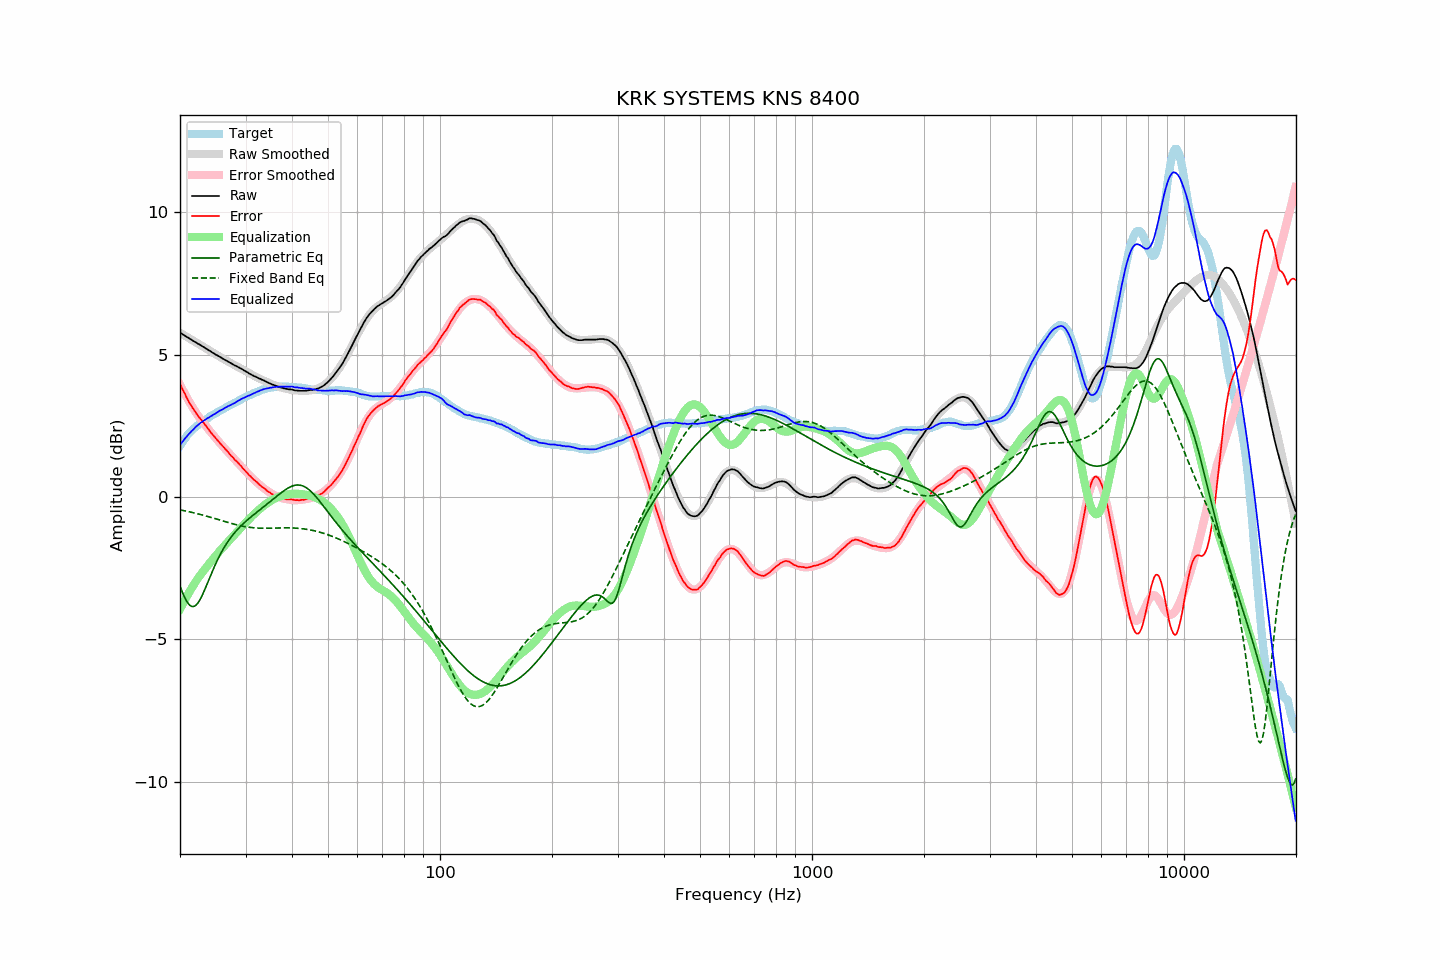 KRK SYSTEMS KNS 8400
Target
Raw Smoothed
Error Smoothed
Raw
Error
Equalization
Parametric Eq
Fixed Band Eq
Equalized
10
5
0
−5
−10
Amplitude (dBr)
100
1000
10000
Frequency (Hz)